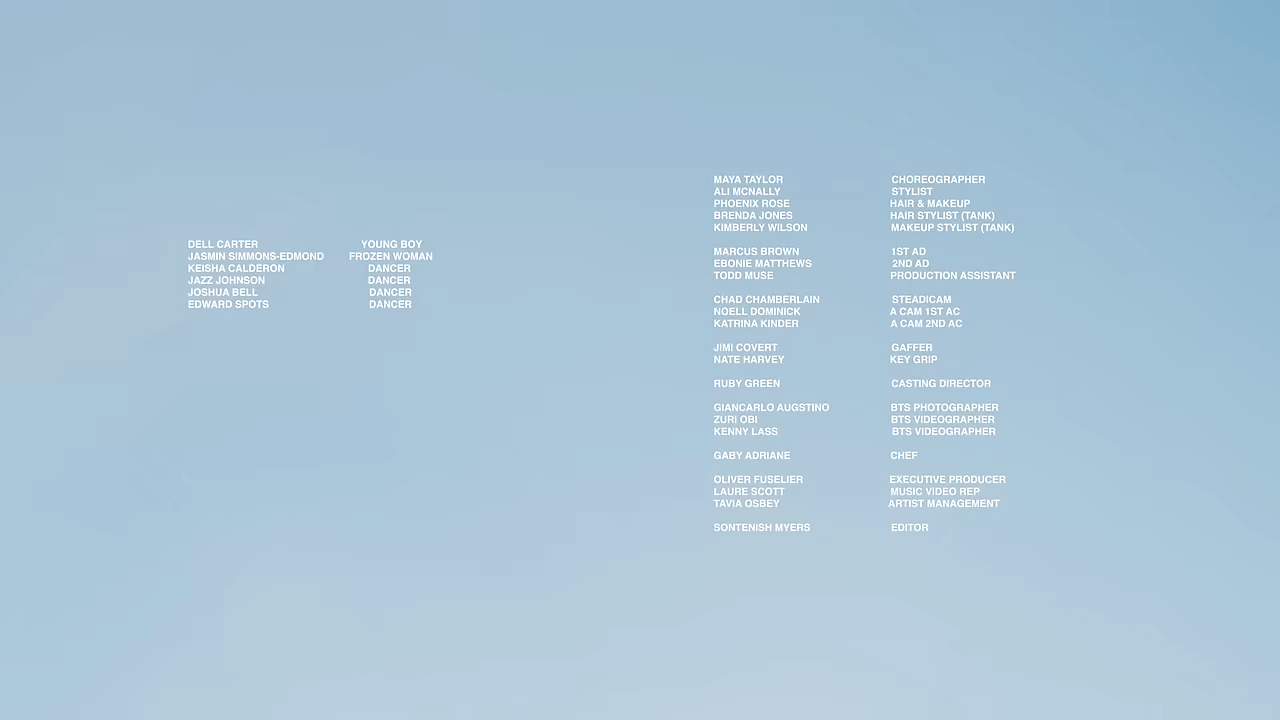 DELL CARTER YOUNG BOY
JASMIN SIMMONS-EDMOND FROZEN WOMAN
KEISHA CALDERON DANCER
JAZZ JOHNSON DANCER
JOSHUA BELL DANCER
EDWARD SPOTS DANCER
MAYA TAYLOR CHOREOGRAPHER
ALI MCNALLY STYLIST
PHOENIX ROSE HAIR & MAKEUP
BRENDA JONES HAIR STYLIST (TANK)
KIMBERLY WILSON MAKEUP STYLIST (TANK)
MARCUS BROWN 1ST AD
EBONIE MATTHEWS 2ND AD
TODD MUSE PRODUCTION ASSISTANT
CHAD CHAMBERLAIN STEADICAM
NOELL DOMINICK A CAM 1ST AC
KATRINA KINDER A CAM 2ND AC
JIMI COVERT GAFFER
NATE HARVEY KEY GRIP
RUBY GREEN CASTING DIRECTOR
GIANCARLO AUGSTINO BTS PHOTOGRAPHER
ZURI OBI BTS VIDEOGRAPHER
KENNY LASS BTS VIDEOGRAPHER
GABY ADRIANE CHEF
OLIVER FUSELIER EXECUTIVE PRODUCER
LAURE SCOTT MUSIC VIDEO REP
TAVIA OSBEY ARTIST MANAGEMENT
SONTENISH MYERS EDITOR